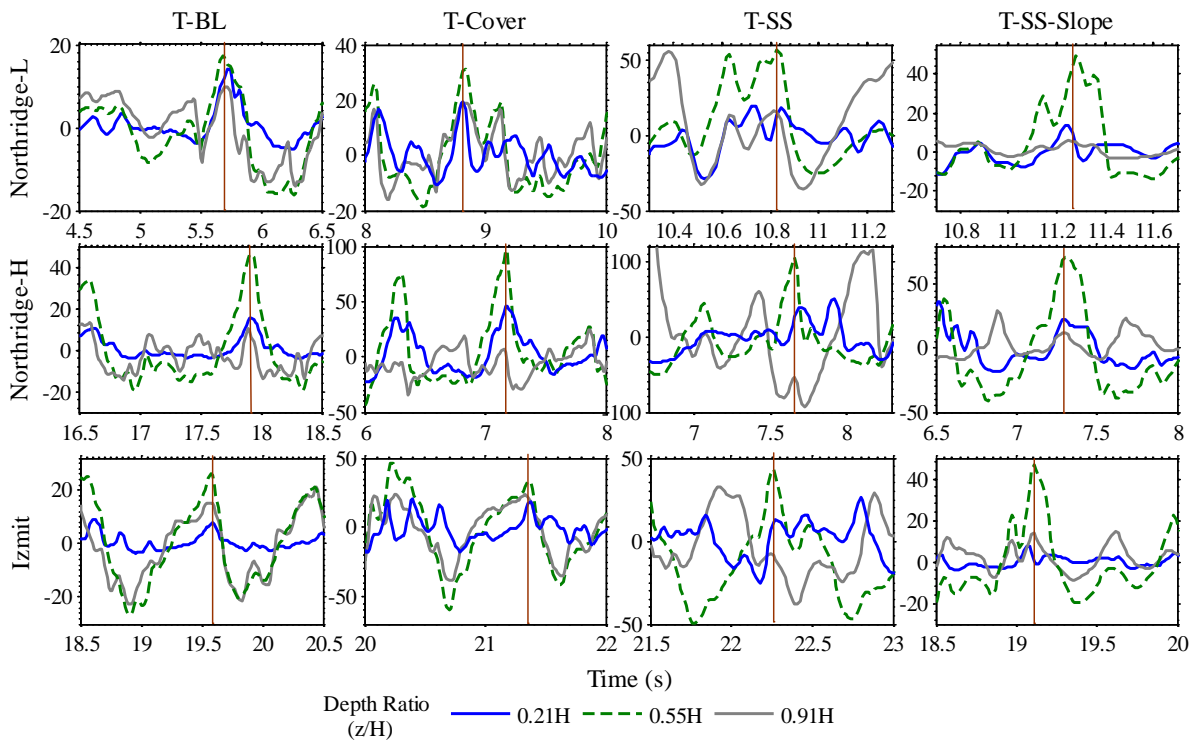 T-BL T-Cover T-SS T-SS-Slope
Northridge-L
20 0 -20
4.5 5 5.5 6 6.5
40 20 0 -20
8 9 10
50 0 -50
10.4 10.6 10.8 11 11.2
40 20 0 -20
10.8 11 11.2 11.4 11.6
Northridge-H
40 20 0 -20
16.5 17 17.5 18 18.5
100 50 0 -50
6 7 8
100 0 100
7 7.5 8
50 0 -50
6.5 7 7.5 8
Izmit
20 0 -20
18.5 19 19.5 20 20.5
50 0 -50
20 21 22
50 0 -50
21.5 22 22.5 23
40 20 0 -20
18.5 19 19.5 20
Time (s)
Depth Ratio
(z/H)
0.21H 0.55H 0.91H